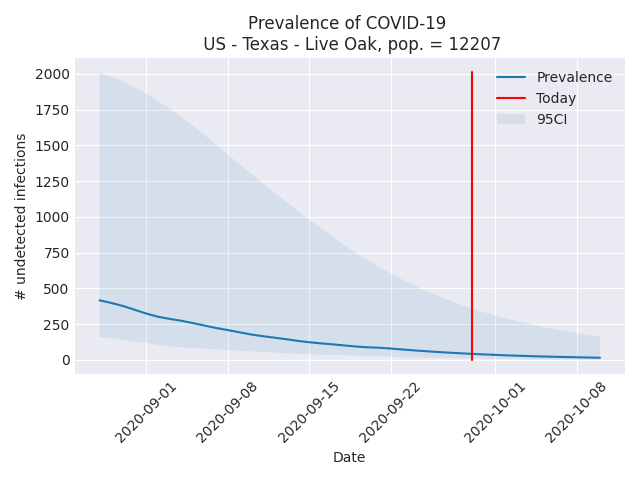 Prevalence of COVID-19
US - Texas - Live Oak, pop. = 12207
2000
1750
1500
1250
1000
750
500
250
0
# undetected infections
Prevalence
Today
95CI
2020-09-01
2020-09-08
2020-09-15
2020-09-22
2020-10-01
2020-10-08
Date